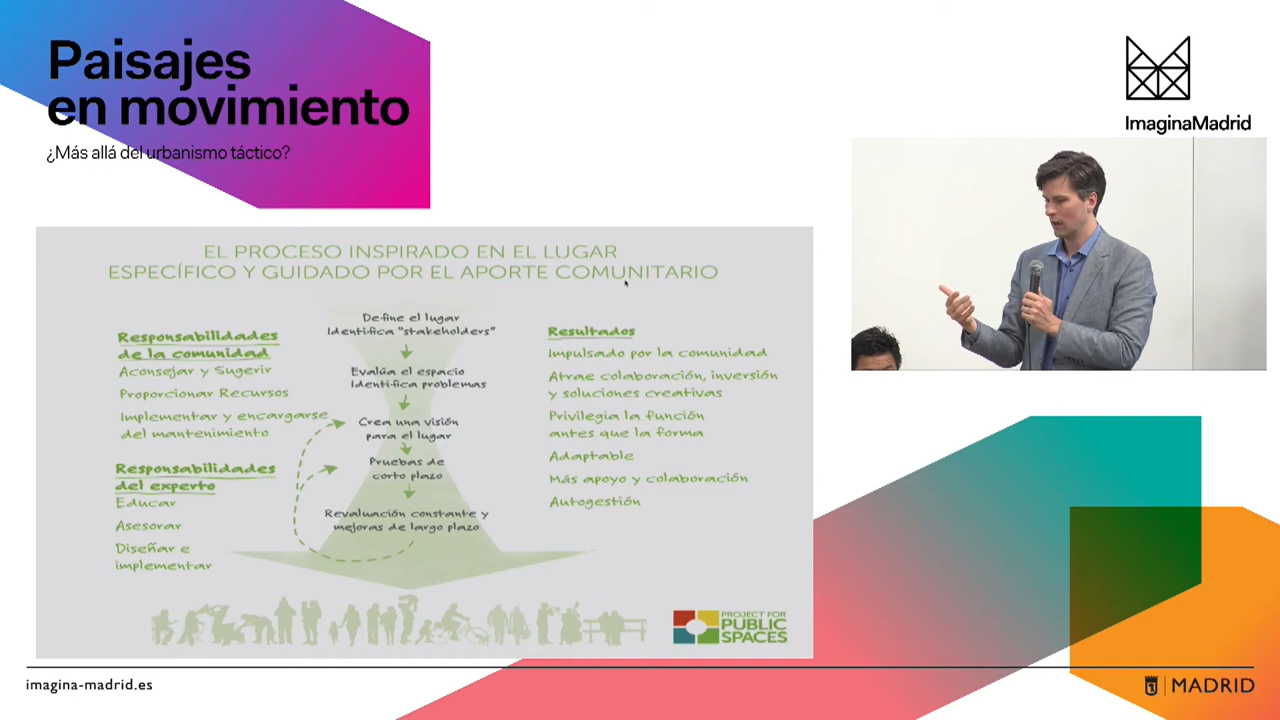 Paisajes
en movimiento
¿Más allá del urbanismo táctico?
ImaginaMadrid
EL PROCESO INSPIRADO EN EL LUGAR
ESPECÍFICO Y GUIDADO POR EL APORTE COMUNITARIO
Responsabilidades
de la comunidad
Aconsejar y Sugerir
Proporcionar Recursos
Implementar y encargarse
del mantenimiento
Responsabilidades
del experto
Educar
Asesorar
Diseñar e
implementar
Define el lugar
Identifica "stakeholders"
Evalúa el espacio
Identifica problemas
Crea una visión
para el lugar
Pruebas de
corto plazo
Revaluación constante y
mejoras de largo plazo
Resultados
Impulsado por la comunidad
Atrae colaboración, inversión
y soluciones creativas
Privilegia la función
antes que la forma
Adaptable
Más apoyo y colaboración
Autogestión
PROJECT FOR
PUBLIC
SPACES
imagina-madrid.es
MADRID